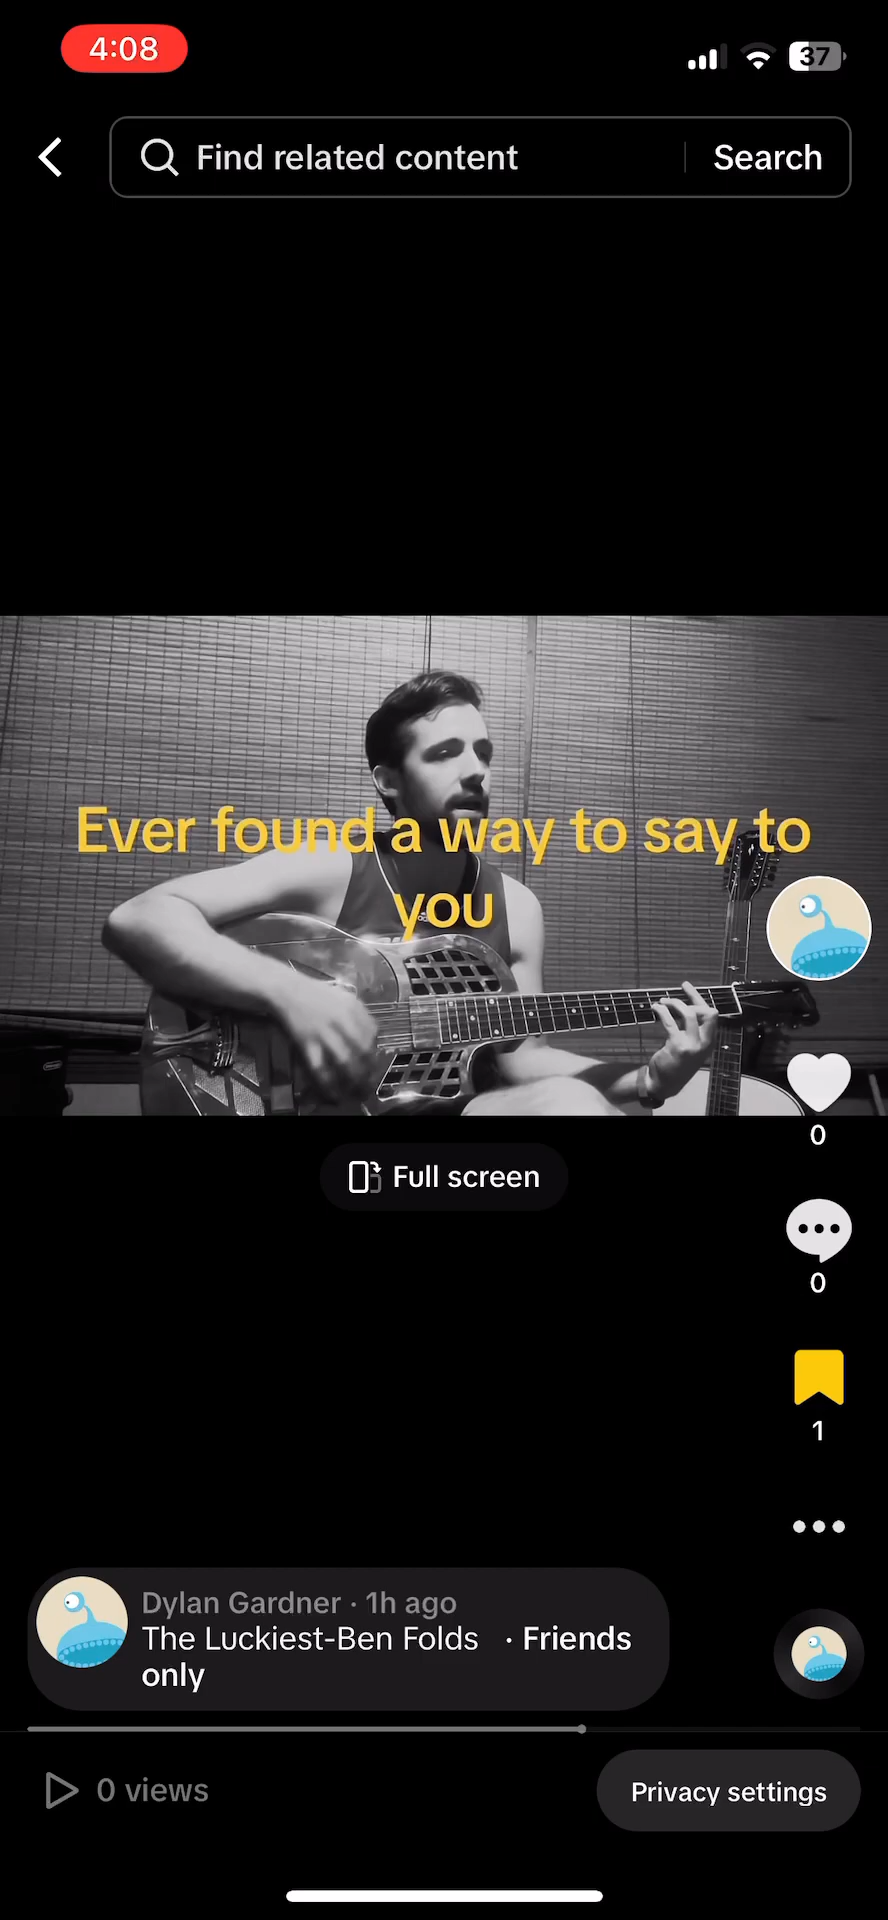 4:08
37
Find related content
Search
Ever found a way to say to
you
0
Full screen
0
1
Dylan Gardner · 1h ago
The Luckiest-Ben Folds · Friends
only
0 views
Privacy settings